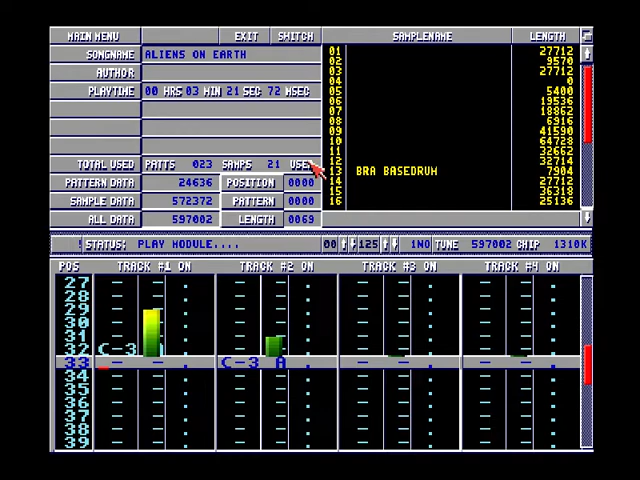 MAIN MENU EXIT SWITCH SAMPLENAME LENGTH
SONGNAME ALIENS ON EARTH
AUTHOR
PLAYTIME 00 HRS 03 MIN 21 SEC 72 MSEC
TOTAL USED PATTS 023 SAMPS 21 USED
PATTERN DATA 24636 POSITION 0000
SAMPLE DATA 572372 PATTERN 0000
ALL DATA 597002 LENGTH 0069
01 27712
02 9570
03 27712
04 0
05 5400
06 19536
07 18862
08 6916
09 41590
10 64728
11 32662
12 32714
13 BRA BASEDRUM 7904
14 27712
15 36318
16 25136
STATUS: PLAY MODULE.... 00 125 1NO TUNE 597002 CHIP 1310K
POS TRACK #1 ON TRACK #2 ON TRACK #3 ON TRACK #4 ON
27
28
29
30
31
32 C-3
33 C-3 A
34
35
36
37
38
39